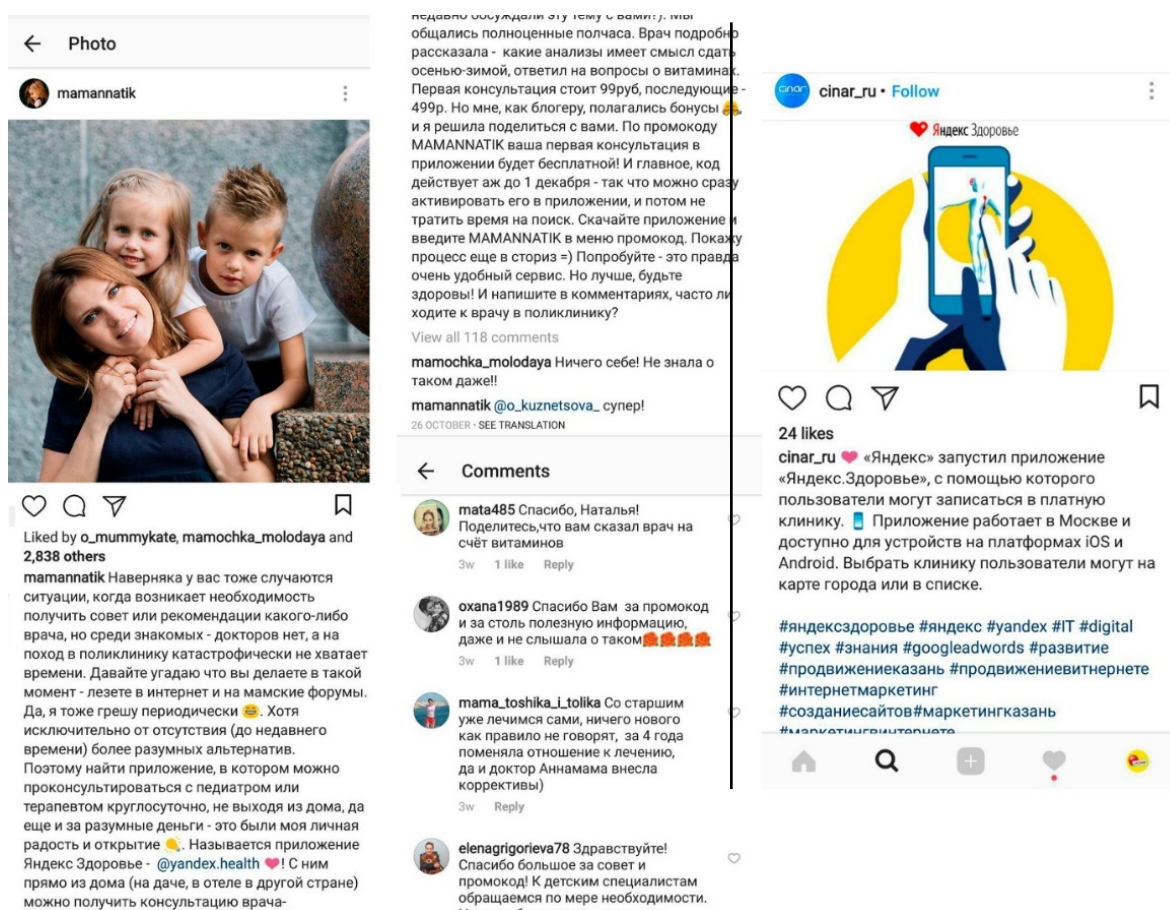 Photo
mamannatik
Liked by o_mummykate, mamochka_molodaya and
2,838 others
mamannatik Наверняка у вас тоже случаются
ситуации, когда возникает необходимость
получить совет или рекомендации какого-либо
врача, но среди знакомых - докторов нет, а на
поход в поликлинику катастрофически не хватает
времени. Давайте угадаю что вы делаете в такой
момент - лезете в интернет и на мамские форумы.
Да, я тоже грешу периодически 😂. Хотя
исключительно от отсутствия (до недавнего
времени) более разумных альтернатив.
Поэтому найти приложение, в котором можно
проконсультироваться с педиатром или
терапевтом круглосуточно, не выходя из дома, да
еще и за разумные деньги - это были моя личная
радость и открытие 👏. Называется приложение
Яндекс Здоровье - @yandex.health 💗! С ним
прямо из дома (на даче, в отеле в другой стране)
можно получить консультацию врача-
недавно обсуждали эту тему с вами?). Мы
общались полноценные полчаса. Врач подробно
рассказала - какие анализы имеет смысл сдать
осенью-зимой, ответил на вопросы о витаминах.
Первая консультация стоит 99руб, последующие -
499р. Но мне, как блогеру, полагались бонусы
и я решила поделиться с вами. По промокоду
MAMANNATIK ваша первая консультация в
приложении будет бесплатной! И главное, код
действует аж до 1 декабря - так что можно сразу
активировать его в приложении, и потом не
тратить время на поиск. Скачайте приложение и
введите MAMANNATIK в меню промокод. Покажу
процесс еще в сториз =) Попробуйте - это правда
очень удобный сервис. Но лучше, будьте
здоровы! И напишите в комментариях, часто ли
ходите к врачу в поликлинику?
View all 118 comments
mamochka_molodaya Ничего себе! Не знала о
таком даже!!
mamannatik @o_kuznetsova_ супер!
26 OCTOBER • SEE TRANSLATION
Comments
mata485 Спасибо, Наталья!
Поделитесь,что вам сказал врач на
счёт витаминов
3w 1 like Reply
oxana1989 Спасибо Вам за промокод
и за столь полезную информацию,
даже и не слышала о таком
3w 1 like Reply
mama_toshika_i_tolika Со старшим
уже лечимся сами, ничего нового
как правило не говорят, за 4 года
поменяла отношение к лечению,
да и доктор Аннамама внесла
коррективы)
3w Reply
elenagrigorieva78 Здравствуйте!
Спасибо большое за совет и
промокод! К детским специалистам
обращаемся по мере необходимости.
cinar
cinar_ru • Follow
Яндекс Здоровье
24 likes
cinar_ru 💗 «Яндекс» запустил приложение
«Яндекс.Здоровье», с помощью которого
пользователи могут записаться в платную
клинику. 📱 Приложение работает в Москве и
доступно для устройств на платформах iOS и
Android. Выбрать клинику пользователи могут на
карте города или в списке.
#яндексздоровье #яндекс #yandex #IT #digital
#успех #знания #googleadwords #развитие
#продвижениеказань #продвижениевитнернете
#интернетмаркетинг
#созданиесайтов#маркетингказань
#маркетингвинтернете